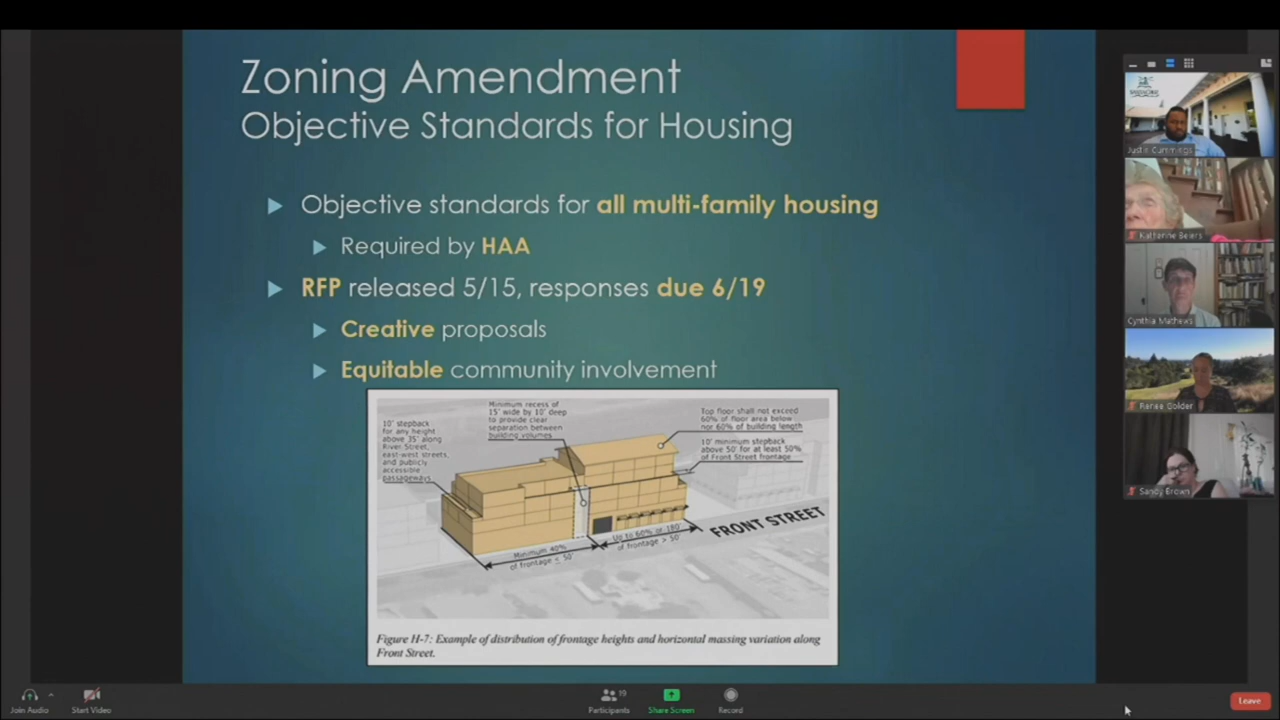 Zoning Amendment
Objective Standards for Housing
Objective standards for all multi-family housing
Required by HAA
RFP released 5/15, responses due 6/19
Creative proposals
Equitable community involvement
10' stepback
for any height
above 35' along
River Street,
east-west streets,
and publicly
accessible
passageways
Minimum recess of
15' wide by 10' deep
to provide clear
separation between
building volumes
Top floor shall not exceed
60% of floor area below
nor 60% of building length
10' minimum stepback
above 50' for at least 50%
of Front Street frontage
Minimum 40%
of frontage ≤ 50'
Up to 60% or 180'
of frontage > 50'
FRONT STREET
Figure H-7: Example of distribution of frontage heights and horizontal massing variation along
Front Street.
Justin Cummings
Katherine Beiers
Cynthia Mathews
Renee Golder
Sandy Brown
Join Audio
Start Video
19
Participants
Share Screen
Record
Leave